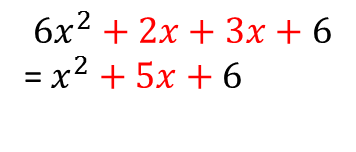 6x² + 2x + 3x + 6
= x² + 5x + 6